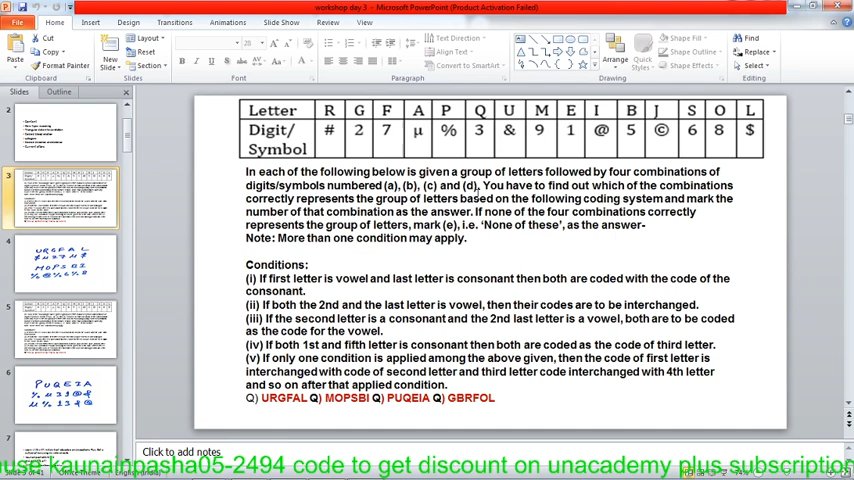 workshop day 3 - Microsoft PowerPoint (Product Activation Failed)
File Home Insert Design Transitions Animations Slide Show Review View
Cut
Copy
Format Painter
Paste
Clipboard
New Slide
Layout
Reset
Section
Slides
Font
Paragraph
Text Direction
Align Text
Convert to SmartArt
Arrange
Quick Styles
Shape Fill
Shape Outline
Shape Effects
Drawing
Find
Replace
Select
Editing
Slides Outline
2
3
4
URGFAL
MOPSBI
5
6
PUQEIA
7
Letter R G F A P Q U M E I B J S O L
Digit/ Symbol # 2 7 µ % 3 & 9 1 @ 5 © 6 8 $
In each of the following below is given a group of letters followed by four combinations of
digits/symbols numbered (a), (b), (c) and (d). You have to find out which of the combinations
correctly represents the group of letters based on the following coding system and mark the
number of that combination as the answer. If none of the four combinations correctly
represents the group of letters, mark (e), i.e. ‘None of these’, as the answer-
Note: More than one condition may apply.
Conditions:
(i) If first letter is vowel and last letter is consonant then both are coded with the code of the
consonant.
(ii) If both the 2nd and the last letter is vowel, then their codes are to be interchanged.
(iii) If the second letter is a consonant and the 2nd last letter is a vowel, both are to be coded
as the code for the vowel.
(iv) If both 1st and fifth letter is consonant then both are coded as the code of third letter.
(v) If only one condition is applied among the above given, then the code of first letter is
interchanged with code of second letter and third letter code interchanged with 4th letter
and so on after that applied condition.
Q) URGFAL Q) MOPSBI Q) PUQEIA Q) GBRFOL
Click to add notes
use kaunainpasha05-2494 code to get discount on unacademy plus subscription
Slide 3 of 41